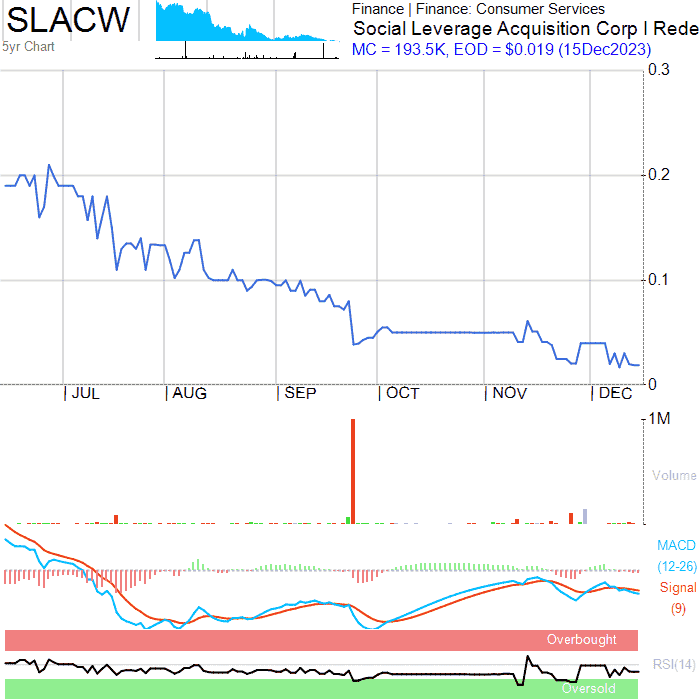 SLACW
5yr Chart
Finance | Finance: Consumer Services
Social Leverage Acquisition Corp I Rede
MC = 193.5K, EOD = $0.019 (15Dec2023)
0.3
0.2
0.1
0
JUL
AUG
SEP
OCT
NOV
DEC
1M
Volume
MACD
(12-26)
Signal
(9)
Overbought
RSI(14)
Oversold